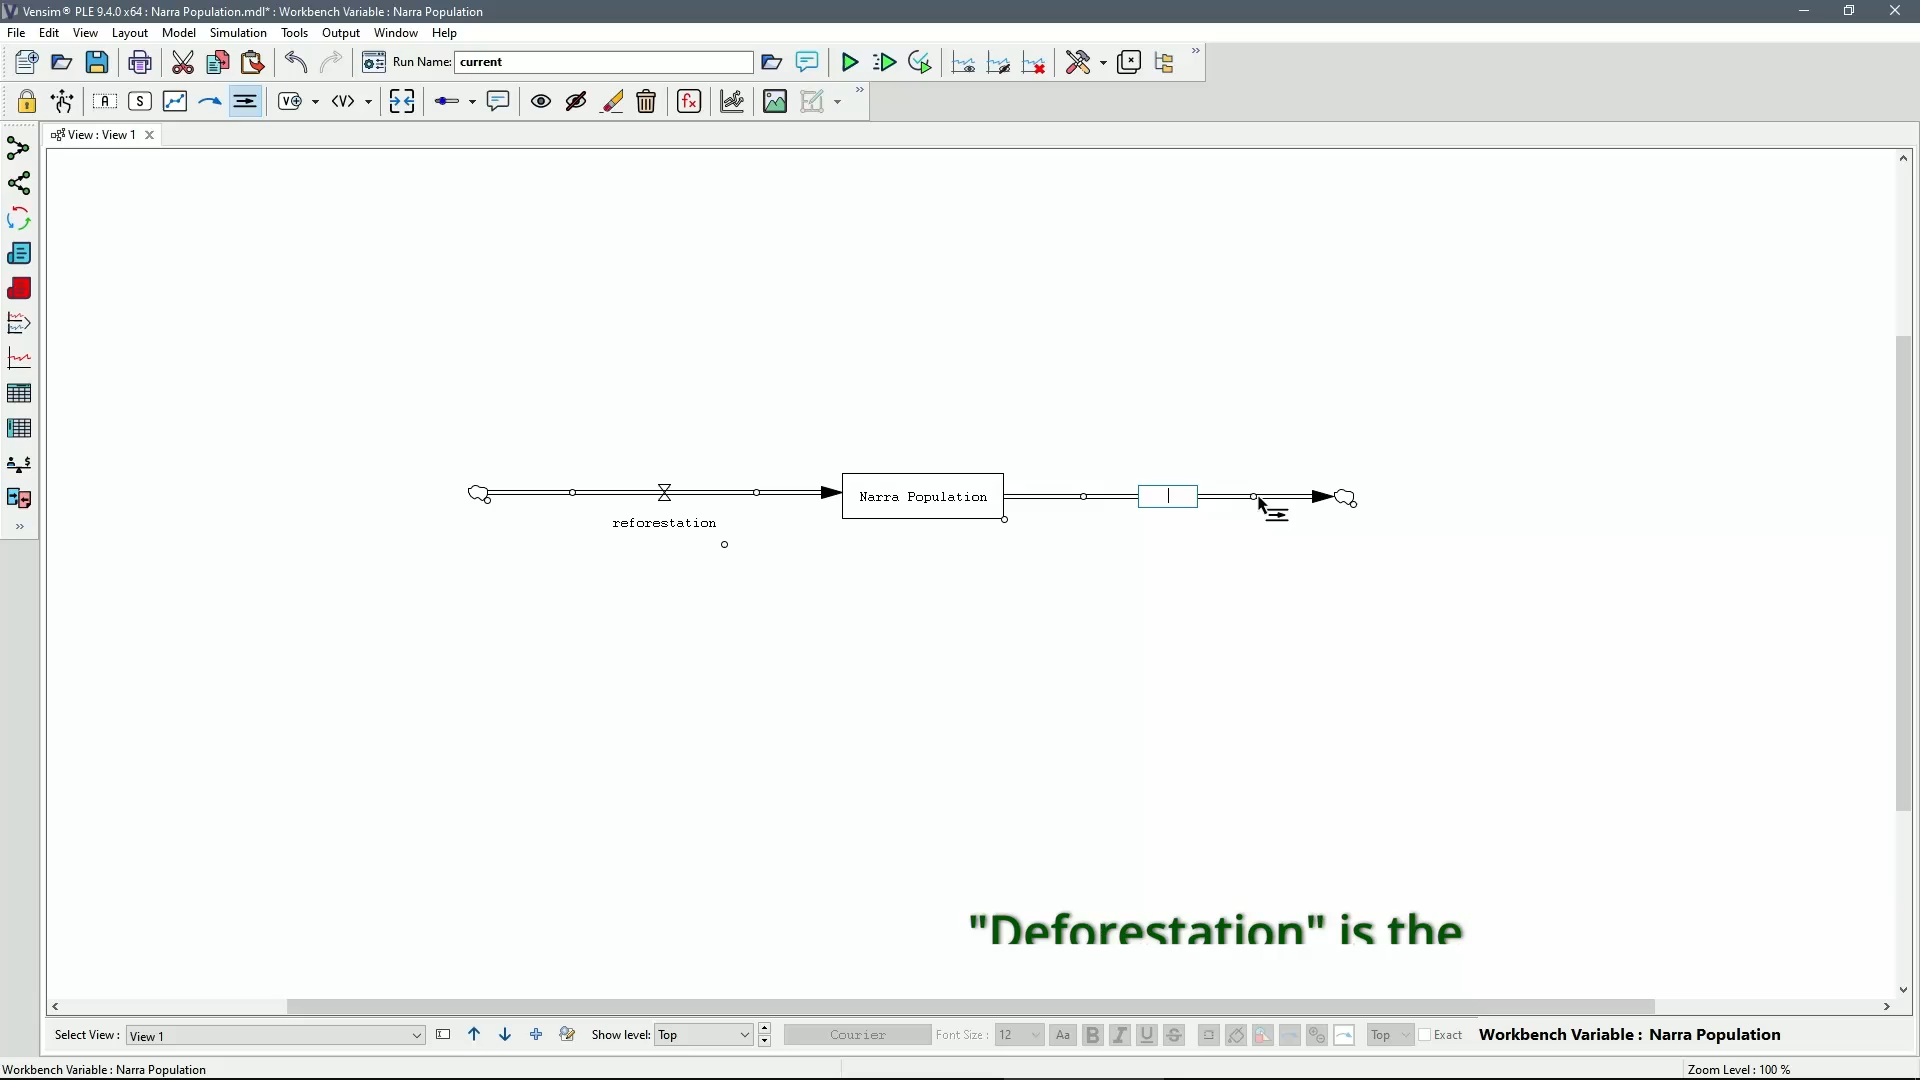 Vensim® PLE 9.4.0 x64 : Narra Population.mdl* : Workbench Variable : Narra Population
File Edit View Layout Model Simulation Tools Output Window Help
Run Name: current
View : View 1
Narra Population
reforestation
"Deforestation" is the
Select View : View 1 Show level: Top Courier Font Size : 12 Aa B I U S Top Exact Workbench Variable : Narra Population
Workbench Variable : Narra Population Zoom Level : 100 %